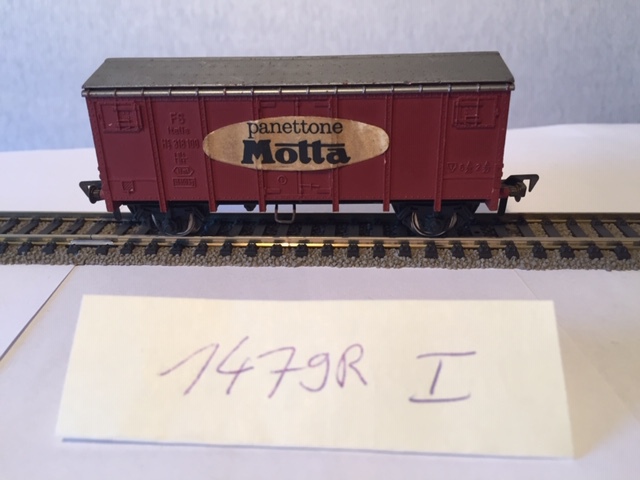 FS
panettone
Motta
1479R I